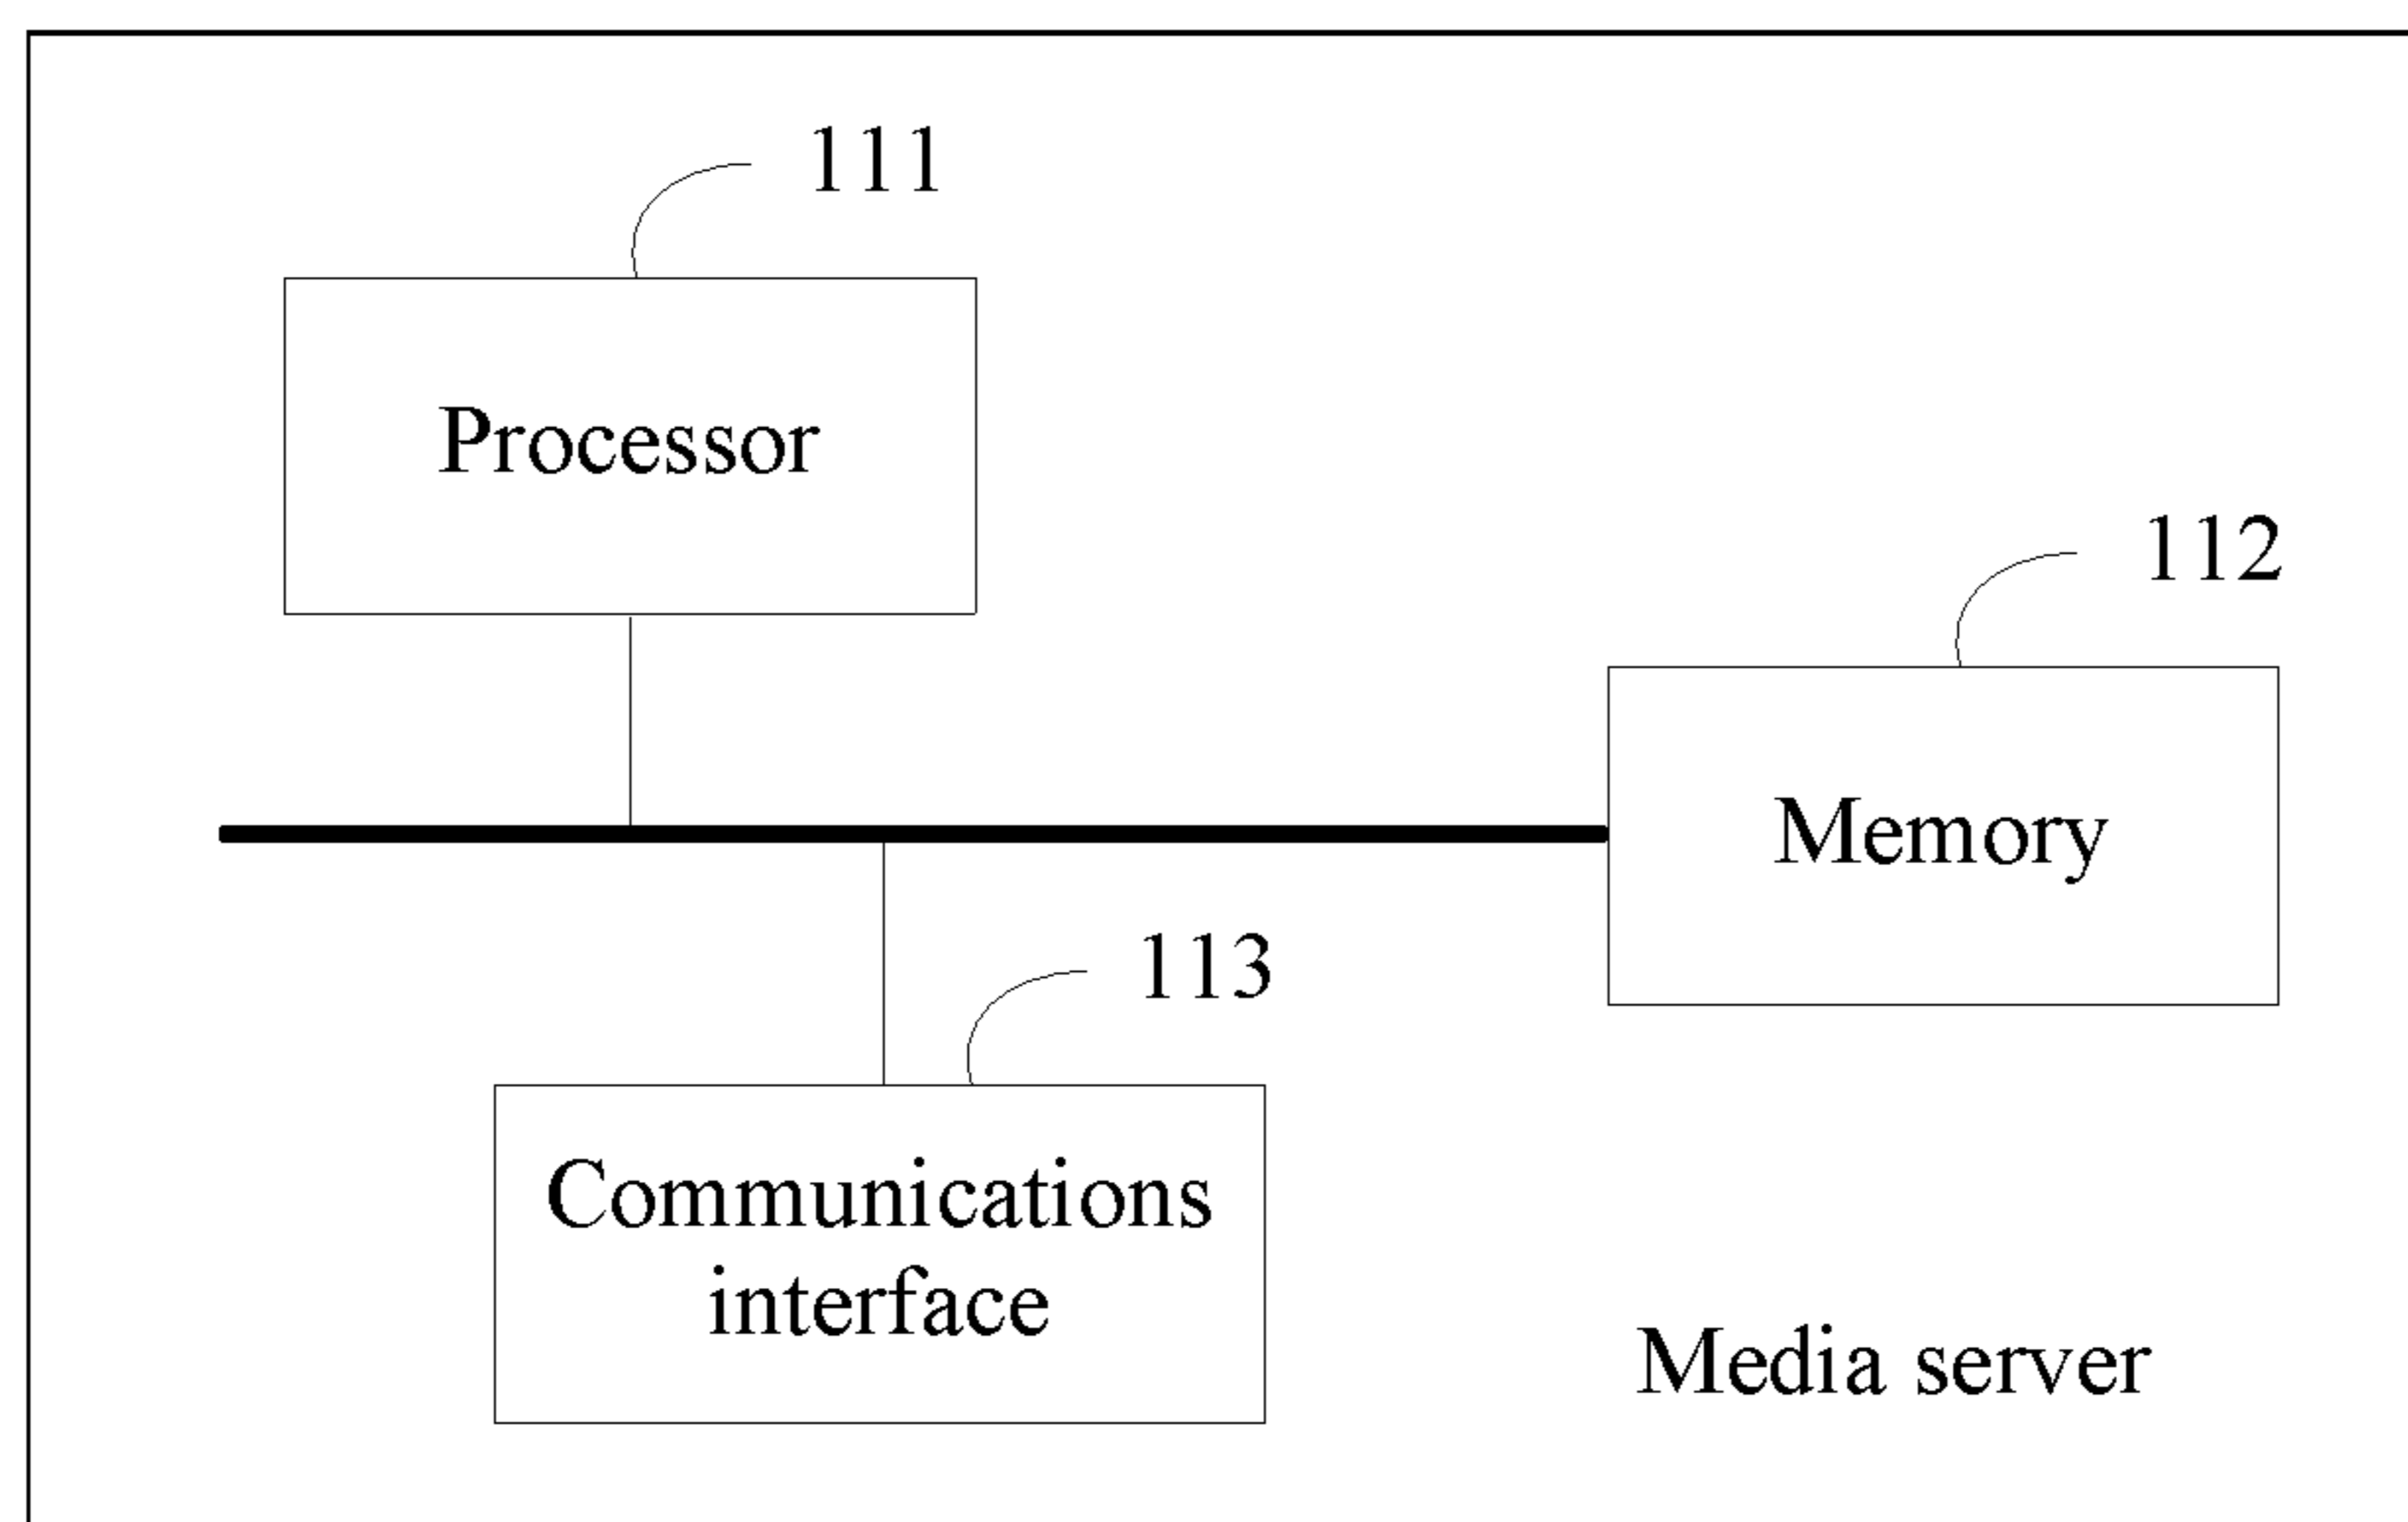 111
Processor
112
Memory
113
Communications
interface
Media server